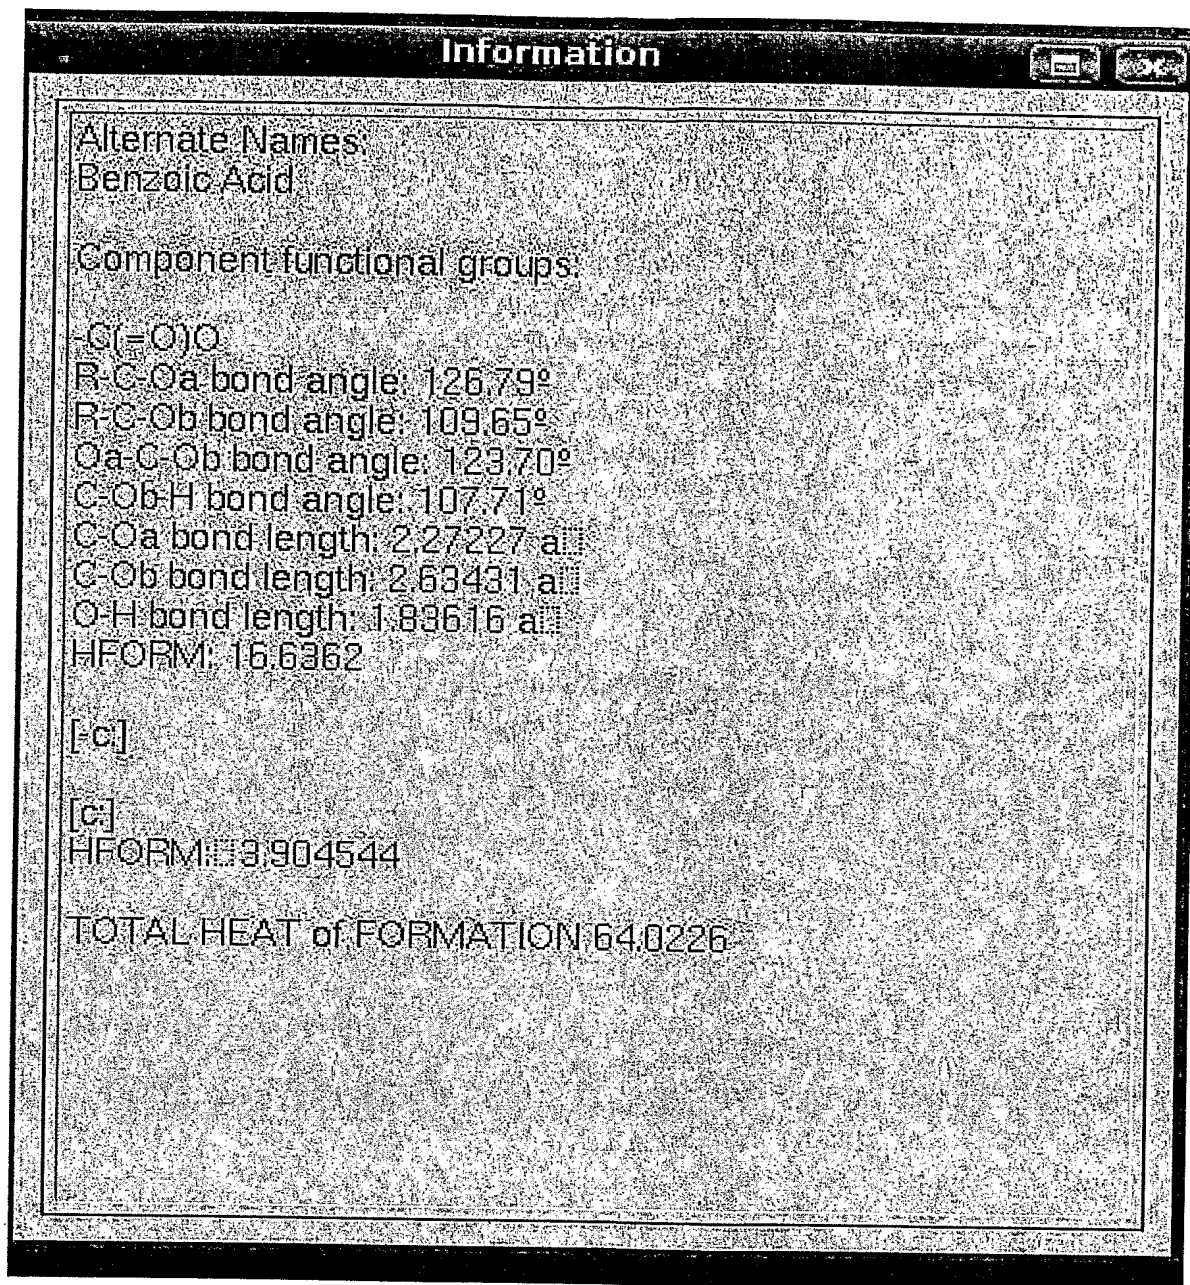 Information
Alternate Names:
Benzoic Acid
Component functional groups:
-C(=O)O
R-C-Oa bond angle: 126.79º
R-C-Ob bond angle: 109.65º
Oa-C-Ob bond angle: 123.70º
C-Ob-H bond angle: 107.71º
C-Oa bond length: 2.27227 a
C-Ob bond length: 2.63431 a
O-H bond length: 1.83616 a
HFORM: 16.6362
[-c:]
[c:]
HFORM: 3.904544
TOTAL HEAT of FORMATION 64.0226